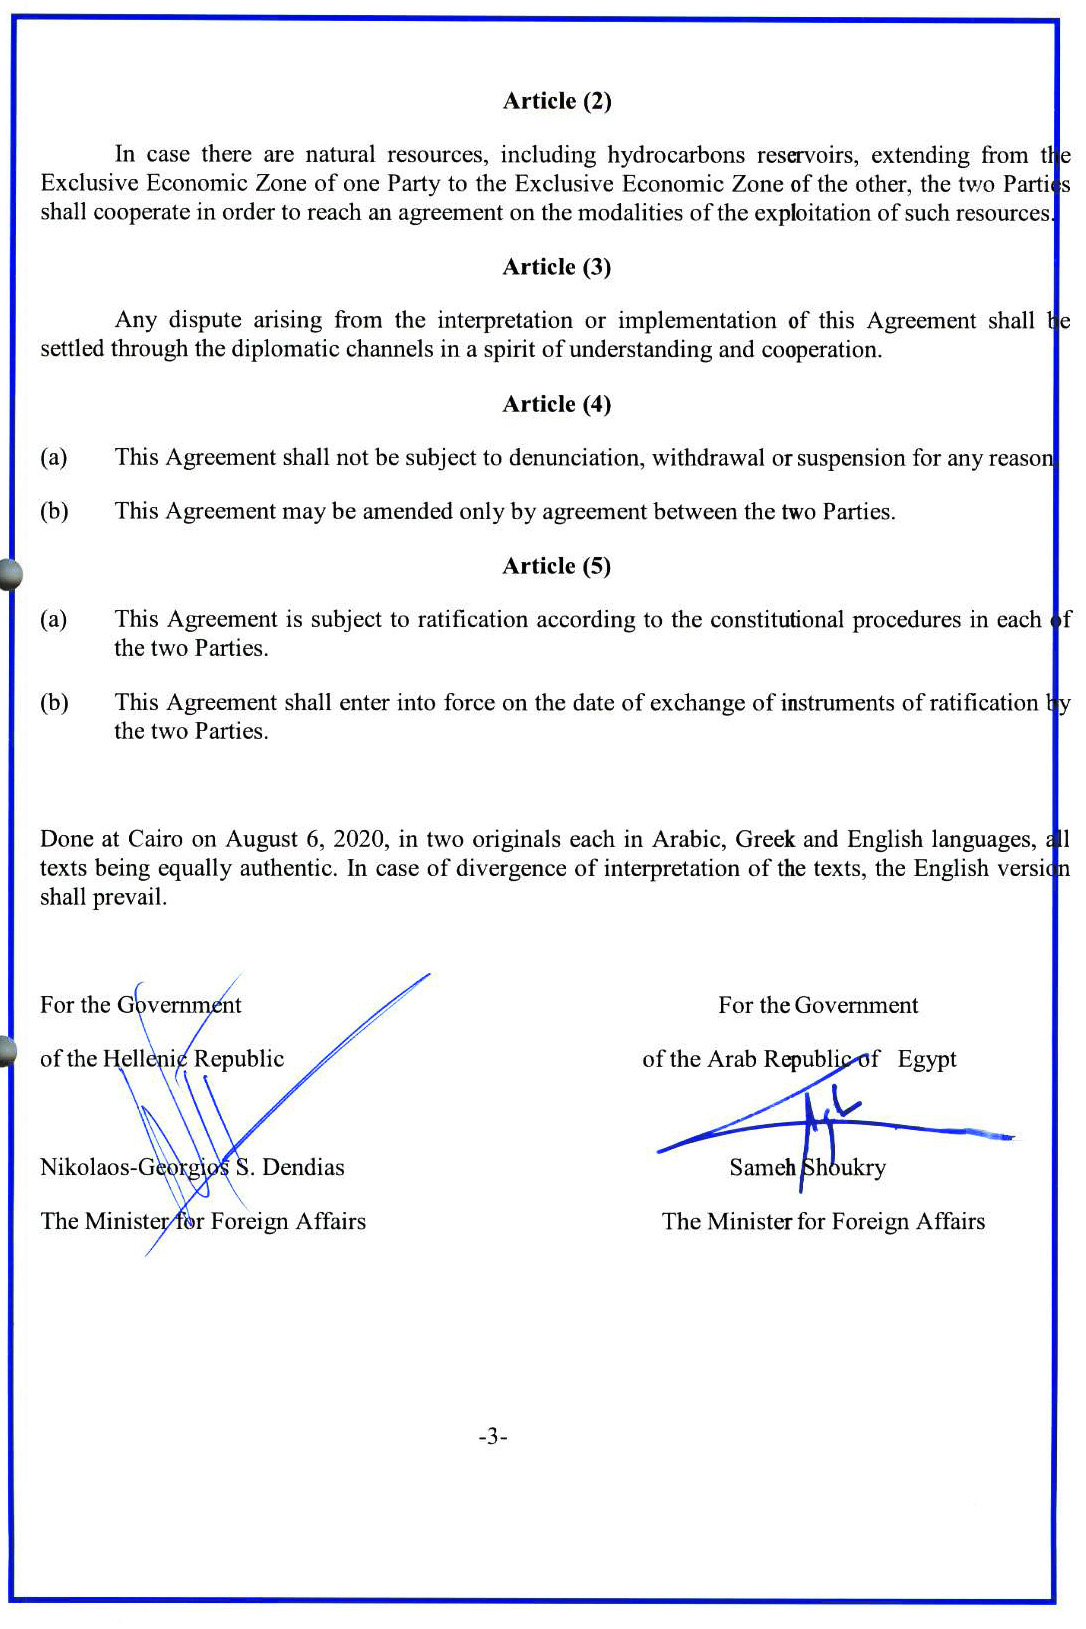 Article (2)
In case there are natural resources, including hydrocarbons reservoirs, extending from the
Exclusive Economic Zone of one Party to the Exclusive Economic Zone of the other, the two Parties
shall cooperate in order to reach an agreement on the modalities of the exploitation of such resources.
Article (3)
Any dispute arising from the interpretation or implementation of this Agreement shall be
settled through the diplomatic channels in a spirit of understanding and cooperation.
Article (4)
(a) This Agreement shall not be subject to denunciation, withdrawal or suspension for any reason.
(b) This Agreement may be amended only by agreement between the two Parties.
Article (5)
(a) This Agreement is subject to ratification according to the constitutional procedures in each of
the two Parties.
(b) This Agreement shall enter into force on the date of exchange of instruments of ratification by
the two Parties.
Done at Cairo on August 6, 2020, in two originals each in Arabic, Greek and English languages, all
texts being equally authentic. In case of divergence of interpretation of the texts, the English version
shall prevail.
For the Government For the Government
of the Hellenic Republic of the Arab Republic of Egypt
Nikolaos-Georgios S. Dendias Sameh Shoukry
The Minister for Foreign Affairs The Minister for Foreign Affairs
-3-